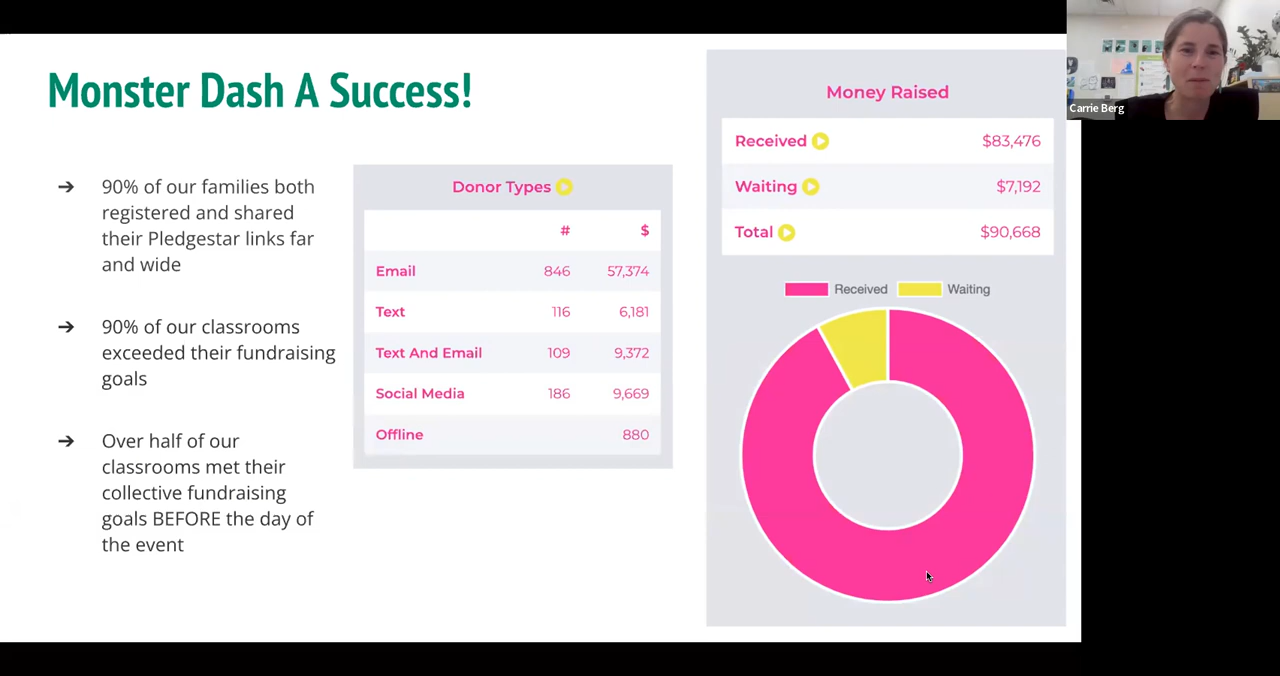 Monster Dash A Success!
➔ 90% of our families both
registered and shared
their Pledgestar links far
and wide
➔ 90% of our classrooms
exceeded their fundraising
goals
➔ Over half of our
classrooms met their
collective fundraising
goals BEFORE the day of
the event
Donor Types
# $
Email 846 57,374
Text 116 6,181
Text And Email 109 9,372
Social Media 186 9,669
Offline 880
Money Raised
Received $83,476
Waiting $7,192
Total $90,668
Received Waiting
Carrie Berg